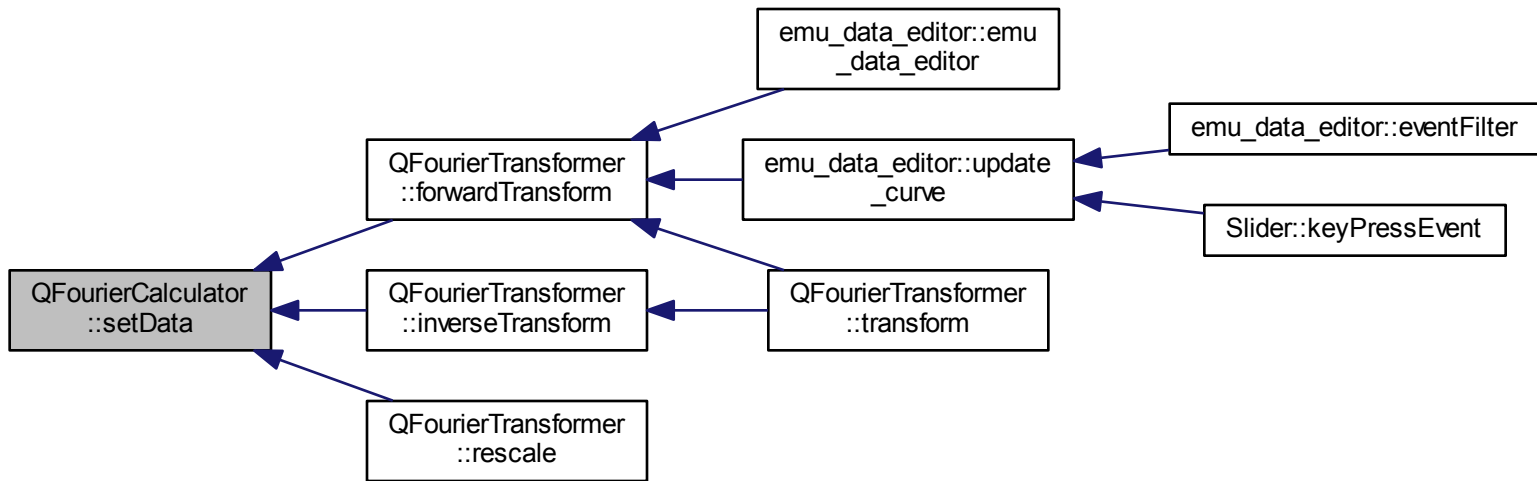 emu_data_editor::emu
_data_editor
emu_data_editor::eventFilter
QFourierTransformer
::forwardTransform
emu_data_editor::update
_curve
Slider::keyPressEvent
QFourierCalculator
::setData
QFourierTransformer
::inverseTransform
QFourierTransformer
::transform
QFourierTransformer
::rescale